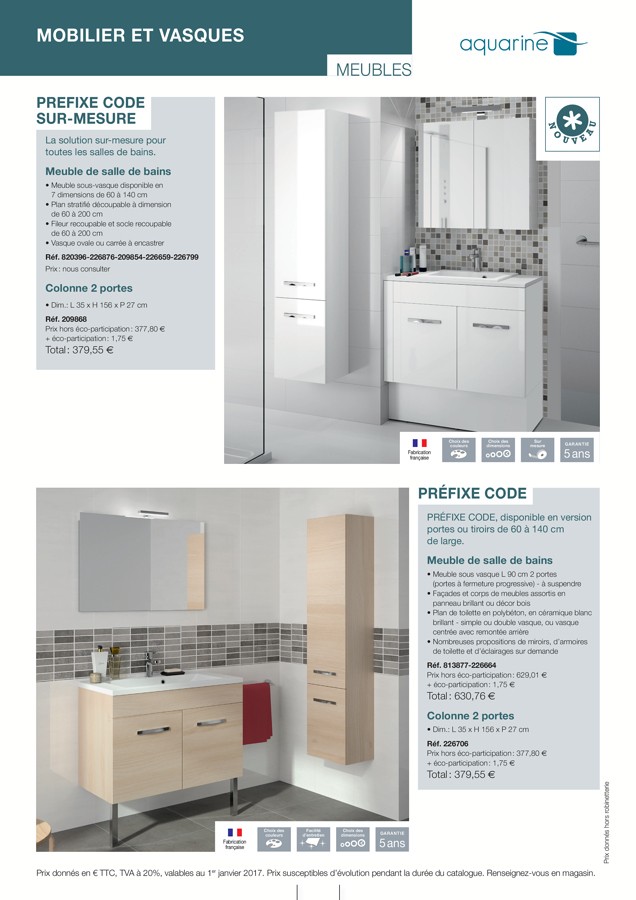 MOBILIER ET VASQUES
aquarine
MEUBLES
PREFIXE CODE
SUR-MESURE
La solution sur-mesure pour
toutes les salles de bains.
Meuble de salle de bains
• Meuble sous-vasque disponible en
7 dimensions de 60 à 140 cm
• Plan stratifié découpable à dimension
de 60 à 200 cm
• Fileur recoupable et socle recoupable
de 60 à 200 cm
• Vasque ovale ou carrée à encastrer
Réf. 820396-226876-209854-226659-226799
Prix : nous consulter
Colonne 2 portes
• Dim.: L 35 x H 156 x P 27 cm
Réf. 209868
Prix hors éco-participation : 377,80 €
+ éco-participation : 1,75 €
Total : 379,55 €
NOUVEAU
Fabrication
française
Choix des
couleurs
Choix des
dimensions
Sur
mesure
GARANTIE
5 ans
PRÉFIXE CODE
PRÉFIXE CODE, disponible en version
portes ou tiroirs de 60 à 140 cm
de large.
Meuble de salle de bains
• Meuble sous vasque L 90 cm 2 portes
(portes à fermeture progressive) - à suspendre
• Façades et corps de meubles assortis en
panneau brillant ou décor bois
• Plan de toilette en polybéton, en céramique blanc
brillant - simple ou double vasque, ou vasque
centrée avec remontée arrière
• Nombreuses propositions de miroirs, d'armoires
de toilette et d'éclairages sur demande
Réf. 813877-226664
Prix hors éco-participation : 629,01 €
+ éco-participation : 1,75 €
Total : 630,76 €
Colonne 2 portes
• Dim.: L 35 x H 156 x P 27 cm
Réf. 226706
Prix hors éco-participation : 377,80 €
+ éco-participation : 1,75 €
Total : 379,55 €
Fabrication
française
Choix des
couleurs
Facilité
d'entretien
Choix des
dimensions
GARANTIE
5 ans
Prix donnés hors robinetterie
Prix donnés en € TTC, TVA à 20%, valables au 1er janvier 2017. Prix susceptibles d'évolution pendant la durée du catalogue. Renseignez-vous en magasin.